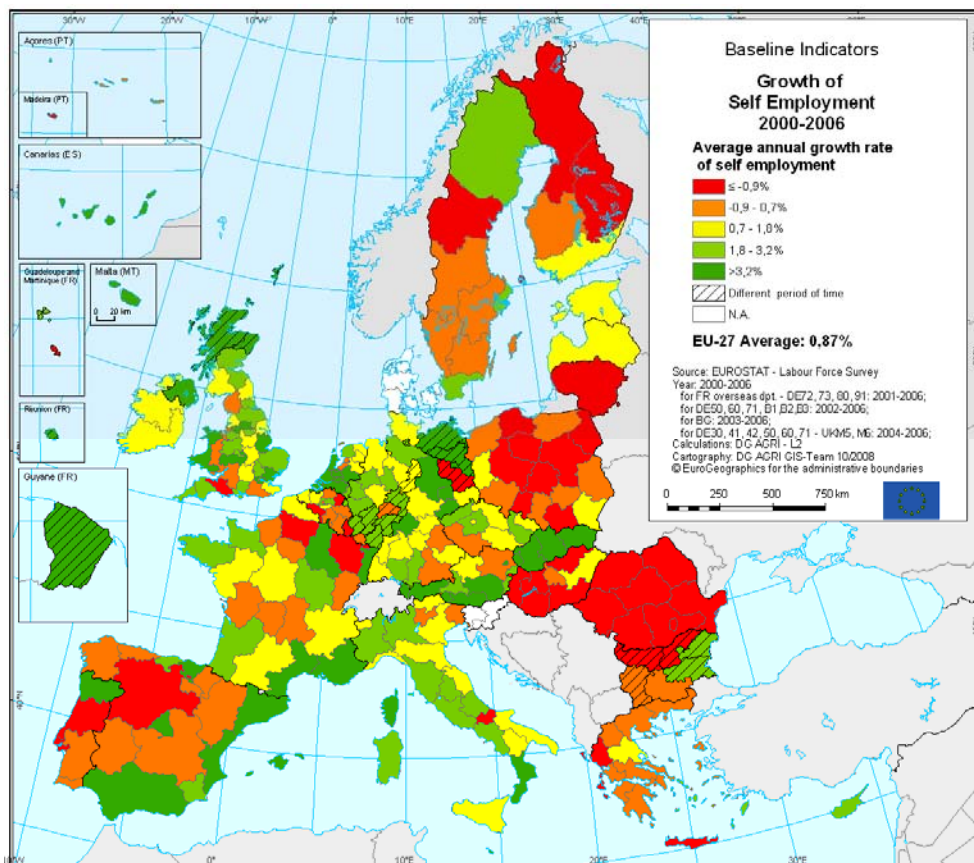 30°W
20°W
10°W
0°
10°E
20°E
30°E
40°E
50°E
60°E
Açores (PT)
Madeira (PT)
Canarias (ES)
Guadeloupe and
Martinique (FR)
Malta (MT)
0 20 km
Réunion (FR)
Guyane (FR)
Baseline Indicators
Growth of
Self Employment
2000-2006
Average annual growth rate
of self employment
≤ -0,9%
-0,9 - 0,7%
0,7 - 1,8%
1,8 - 3,2%
>3,2%
Different period of time
N.A.
EU-27 Average: 0,87%
Source: EUROSTAT - Labour Force Survey
Year: 2000-2006
for FR overseas dpt. - DE72, 73, 80, 91: 2001-2006;
for DE50, 60, 71, B1,B2,B3: 2002-2006;
for BG: 2003-2006;
for DE30, 41, 42, 50, 60, 71 - UKM5, M6: 2004-2006;
Calculations: DG AGRI - L2
Cartography: DG AGRI GIS-Team 10/2008
© EuroGeographics for the administrative boundaries
0 250 500 750 km
40°N
0°
10°E
20°E
30°E